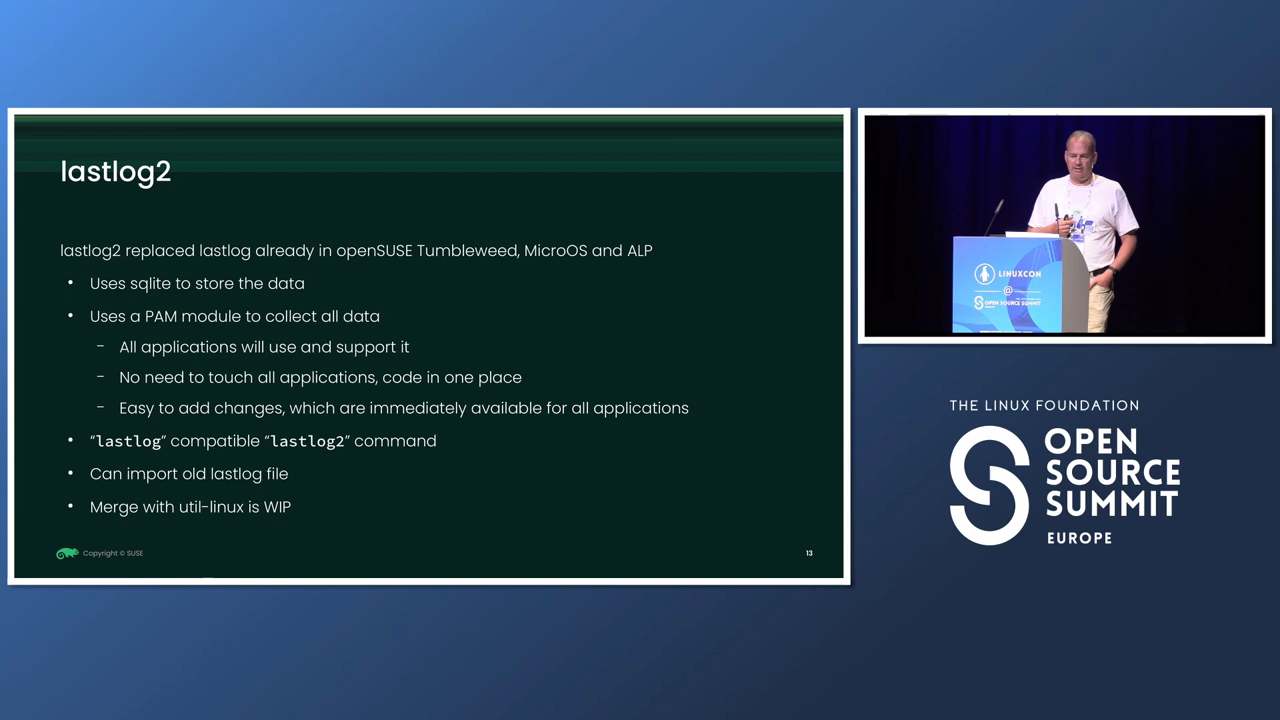 lastlog2
lastlog2 replaced lastlog already in openSUSE Tumbleweed, MicroOS and ALP
• Uses sqlite to store the data
• Uses a PAM module to collect all data
– All applications will use and support it
– No need to touch all applications, code in one place
– Easy to add changes, which are immediately available for all applications
• “lastlog” compatible “lastlog2” command
• Can import old lastlog file
• Merge with util-linux is WIP
Copyright © SUSE
13
LINUXCON
@
OPEN SOURCE SUMMIT
THE LINUX FOUNDATION
OPEN
SOURCE
SUMMIT
EUROPE